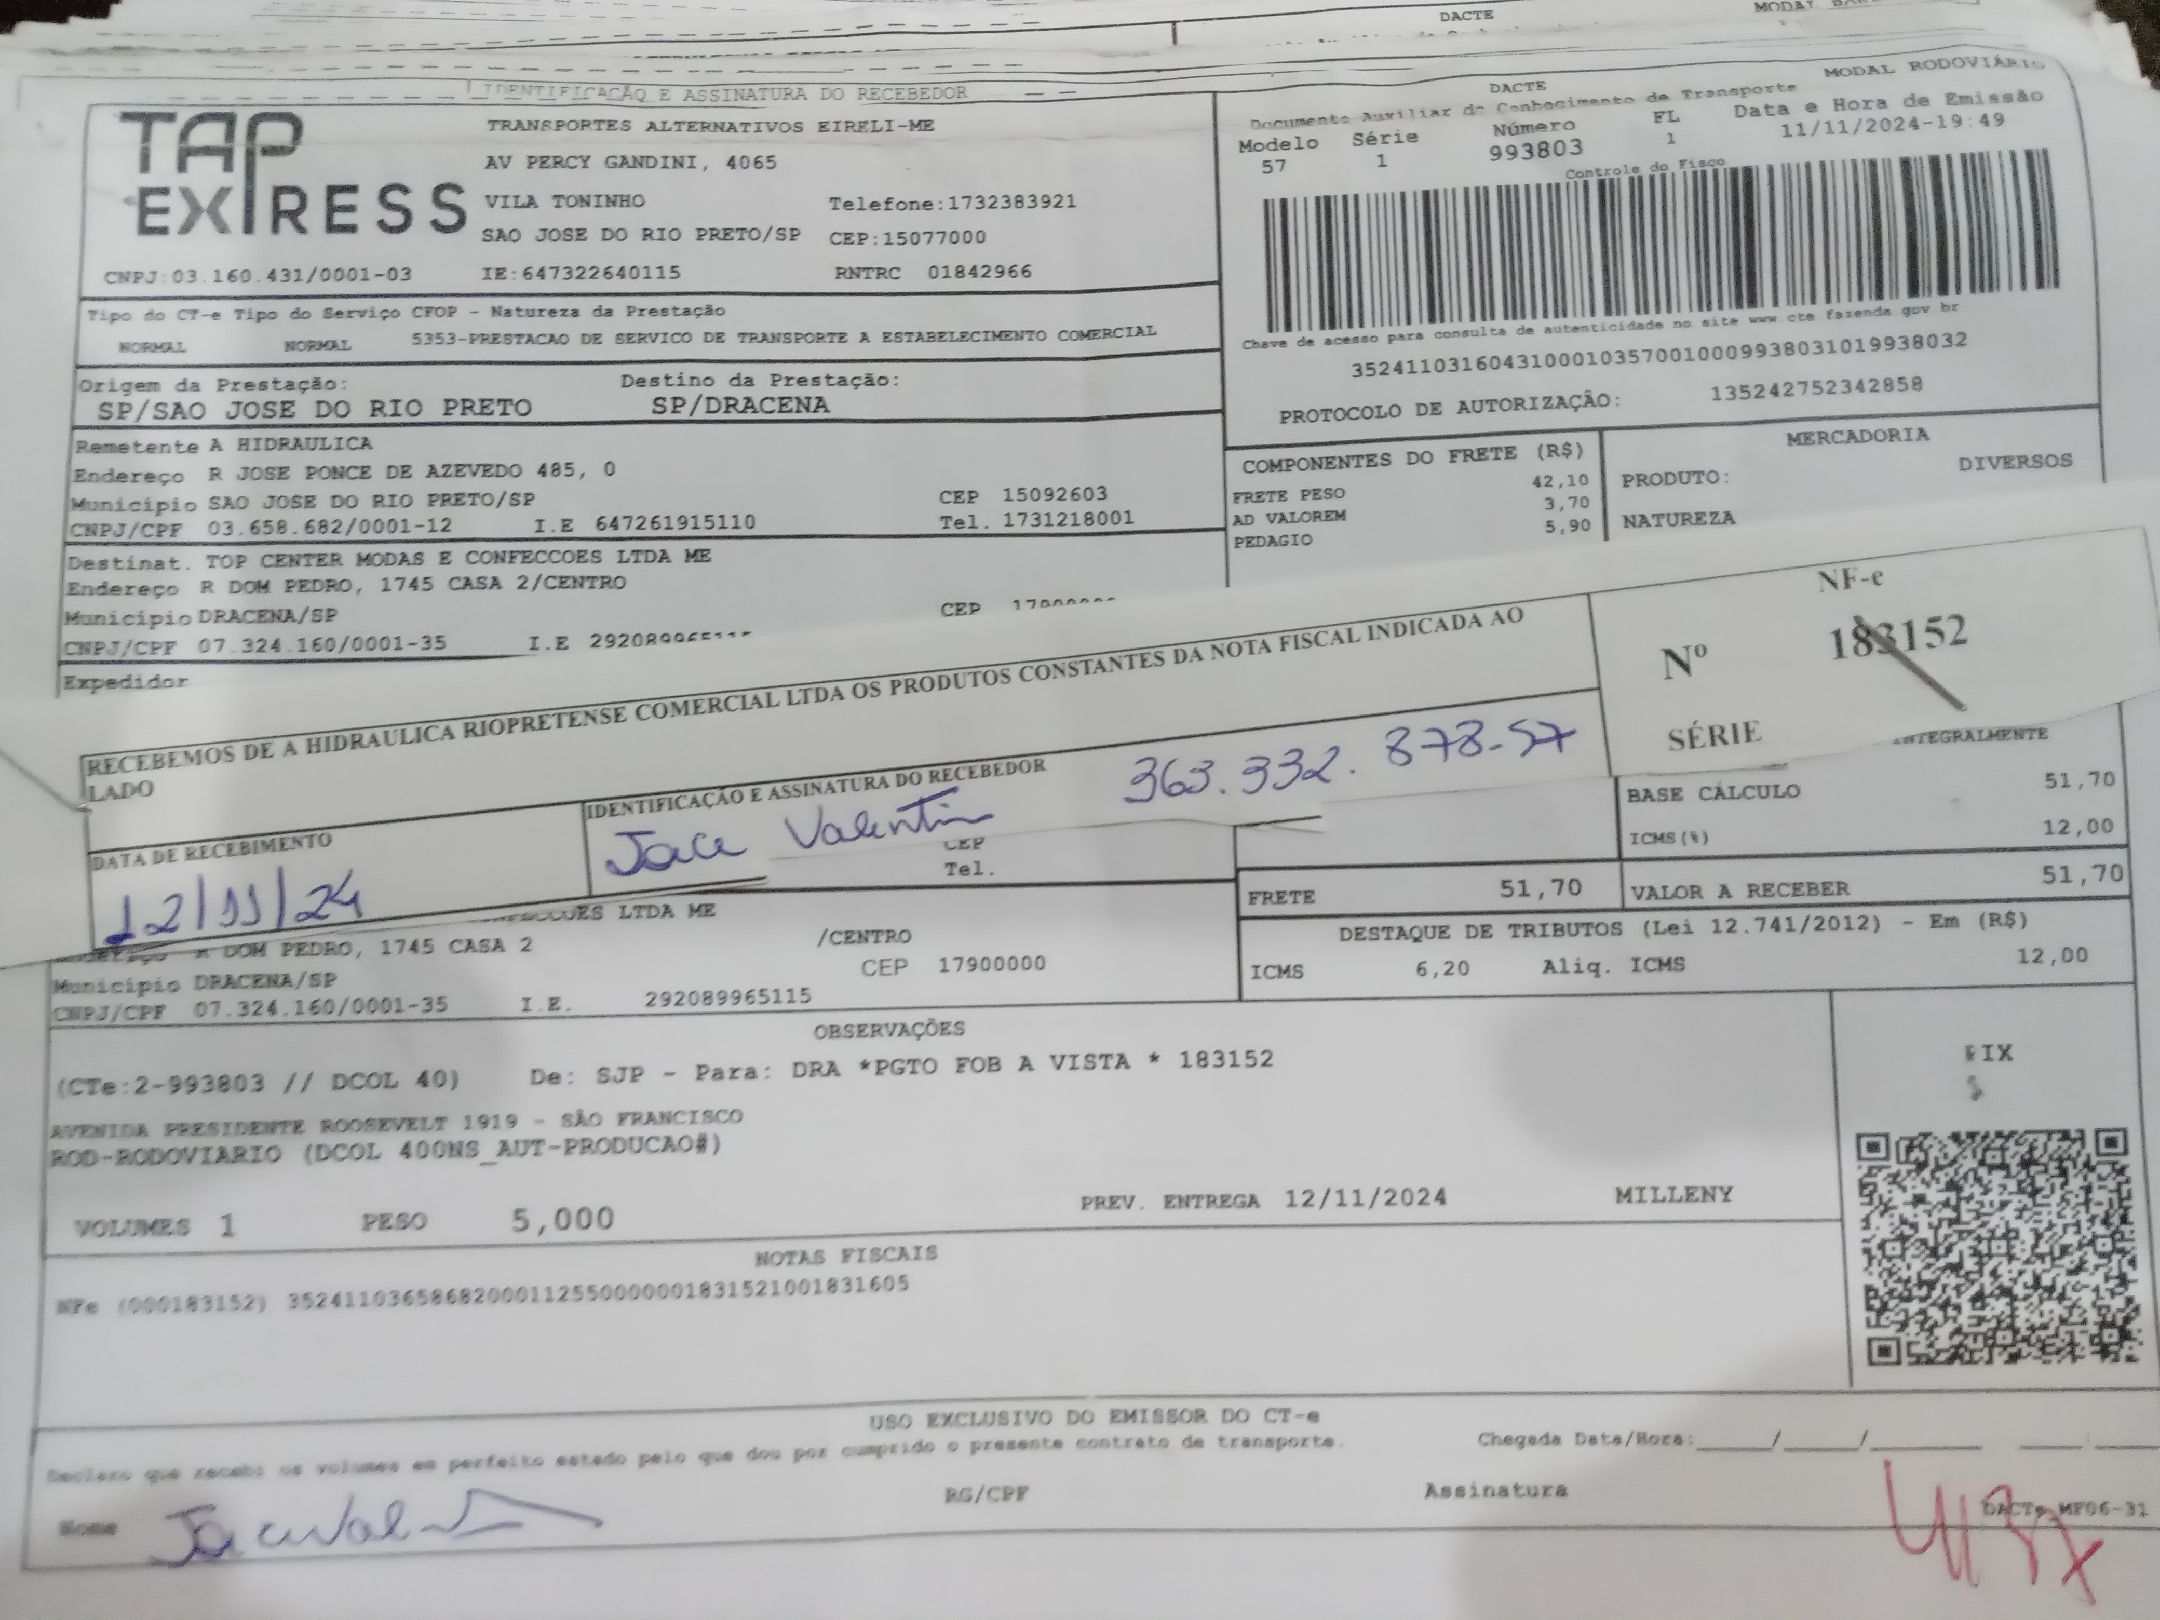 DACTE
IDENTIFICAÇÃO E ASSINATURA DO RECEBEDOR
TAP EXPRESS
TRANSPORTES ALTERNATIVOS EIRELI-ME
AV PERCY GANDINI, 4065
VILA TONINHO Telefone:1732383921
SAO JOSE DO RIO PRETO/SP CEP:15077000
CNPJ:03.160.431/0001-03 IE:647322640115 RNTRC 01842966
DACTE MODAL RODOVIÁRIO
Documento Auxiliar do Conhecimento de Transporte
Modelo Série Número FL Data e Hora de Emissão
57 1 993803 1 11/11/2024-19:49
Controle do Fisco
Chave de acesso para consulta de autenticidade no site www.cte.fazenda.gov.br
35241103160431000103570010009938031019938032
PROTOCOLO DE AUTORIZAÇÃO: 135242752342858
Tipo do CT-e Tipo do Serviço CFOP - Natureza da Prestação
NORMAL NORMAL 5353-PRESTACAO DE SERVICO DE TRANSPORTE A ESTABELECIMENTO COMERCIAL
Origem da Prestação: Destino da Prestação:
SP/SAO JOSE DO RIO PRETO SP/DRACENA
Remetente A HIDRAULICA
Endereço R JOSE PONCE DE AZEVEDO 485, 0
Município SAO JOSE DO RIO PRETO/SP CEP 15092603
CNPJ/CPF 03.658.682/0001-12 I.E 647261915110 Tel. 1731218001
COMPONENTES DO FRETE (R$)
FRETE PESO 42,10
AD VALOREM 3,70
PEDAGIO 5,90
MERCADORIA
PRODUTO: DIVERSOS
NATUREZA
Destinat. TOP CENTER MODAS E CONFECCOES LTDA ME
Endereço R DOM PEDRO, 1745 CASA 2/CENTRO
Município DRACENA/SP CEP
CNPJ/CPF 07.324.160/0001-35 I.E
Expedidor
RECEBEMOS DE A HIDRAULICA RIOPRETENSE COMERCIAL LTDA OS PRODUTOS CONSTANTES DA NOTA FISCAL INDICADA AO
LADO
NF-e
Nº 183152
SÉRIE
DATA DE RECEBIMENTO
12/11/24
IDENTIFICAÇÃO E ASSINATURA DO RECEBEDOR
Valentin 363.332.878-57
CEP
Tel.
INTEGRALMENTE
BASE CÁLCULO 51,70
ICMS(%) 12,00
FRETE 51,70 VALOR A RECEBER 51,70
DESTAQUE DE TRIBUTOS (Lei 12.741/2012) - Em (R$)
ICMS 6,20 Aliq. ICMS 12,00
LTDA ME
R DOM PEDRO, 1745 CASA 2 /CENTRO
Município DRACENA/SP CEP 17900000
CNPJ/CPF 07.324.160/0001-35 I.E. 292089965115
OBSERVAÇÕES
(CTe:2-993803 // DCOL 40) De: SJP - Para: DRA *PGTO FOB A VISTA * 183152
AVENIDA PRESIDENTE ROOSEVELT 1919 - SÃO FRANCISCO
ROD-RODOVIARIO (DCOL 400NS_AUT-PRODUCAO#)
VOLUMES 1 PESO 5,000 PREV. ENTREGA 12/11/2024 MILLENY
PIX
NOTAS FISCAIS
NFe (000183152) 35241103658682000112550000001831521001831605
USO EXCLUSIVO DO EMISSOR DO CT-e
Declaro que recebi os volumes em perfeito estado pelo que dou por cumprido o presente contrato de transporte. Chegada Data/Hora:____/____/______ ____:____
Nome RG/CPF Assinatura
DACTe_MF06-31